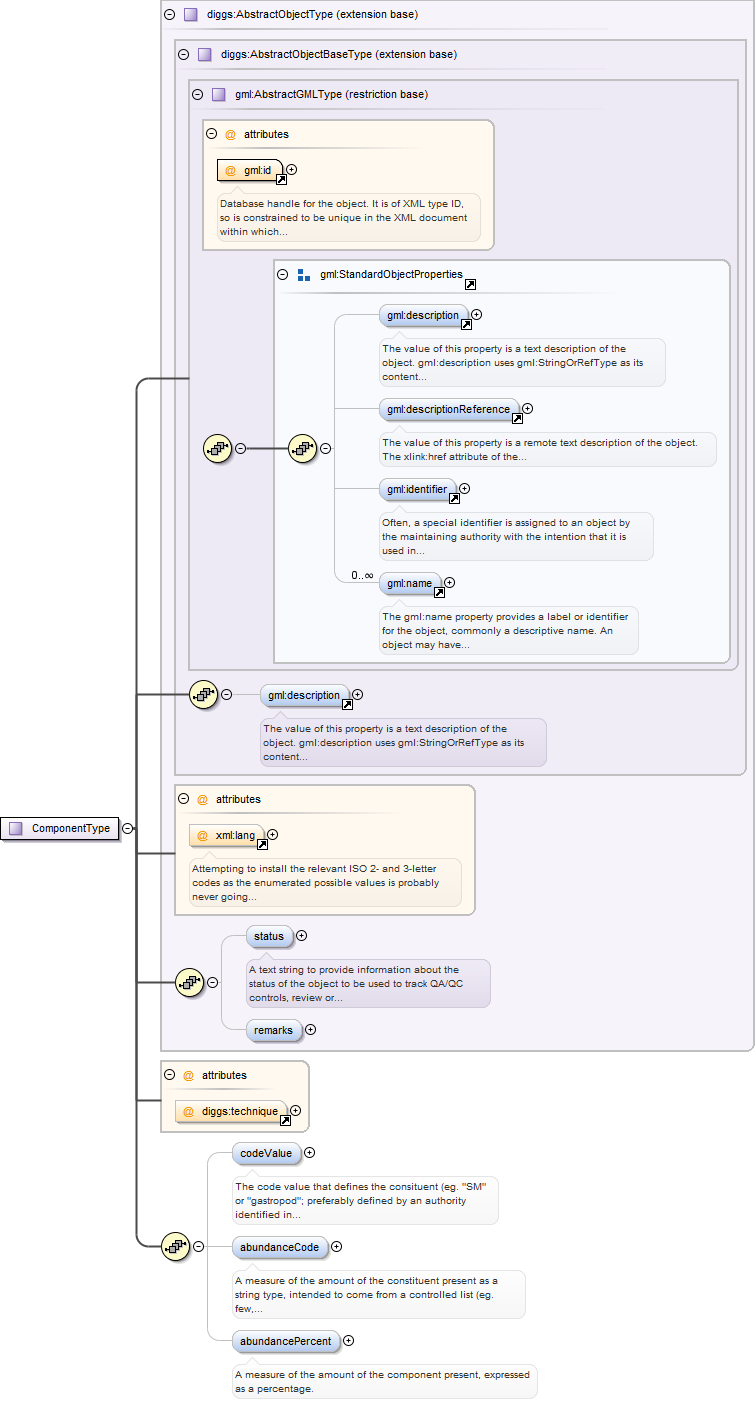 diggs:AbstractObjectType (extension base)
diggs:AbstractObjectBaseType (extension base)
gml:AbstractGMLType (restriction base)
@ attributes
@ gml:id
Database handle for the object. It is of XML type ID,
so is constrained to be unique in the XML document
within which...
gml:StandardObjectProperties
gml:description
The value of this property is a text description of the
object. gml:description uses gml:StringOrRefType as its
content...
gml:descriptionReference
The value of this property is a remote text description of the object.
The xlink:href attribute of the...
gml:identifier
Often, a special identifier is assigned to an object by
the maintaining authority with the intention that it is
used in...
0..∞
gml:name
The gml:name property provides a label or identifier
for the object, commonly a descriptive name. An
object may have...
gml:description
The value of this property is a text description of the
object. gml:description uses gml:StringOrRefType as its
content...
@ attributes
ComponentType
@ xml:lang
Attempting to install the relevant ISO 2- and 3-letter
codes as the enumerated possible values is probably
never going...
status
A text string to provide information about the
status of the object to be used to track QA/QC
controls, review or...
remarks
@ attributes
@ diggs:technique
codeValue
The code value that defines the consituent (eg. "SM"
or "gastropod"; preferably defined by an authority
identified in...
abundanceCode
A measure of the amount of the constituent present as a
string type, intended to come from a controlled list (eg.
few,...
abundancePercent
A measure of the amount of the component present, expressed
as a percentage.